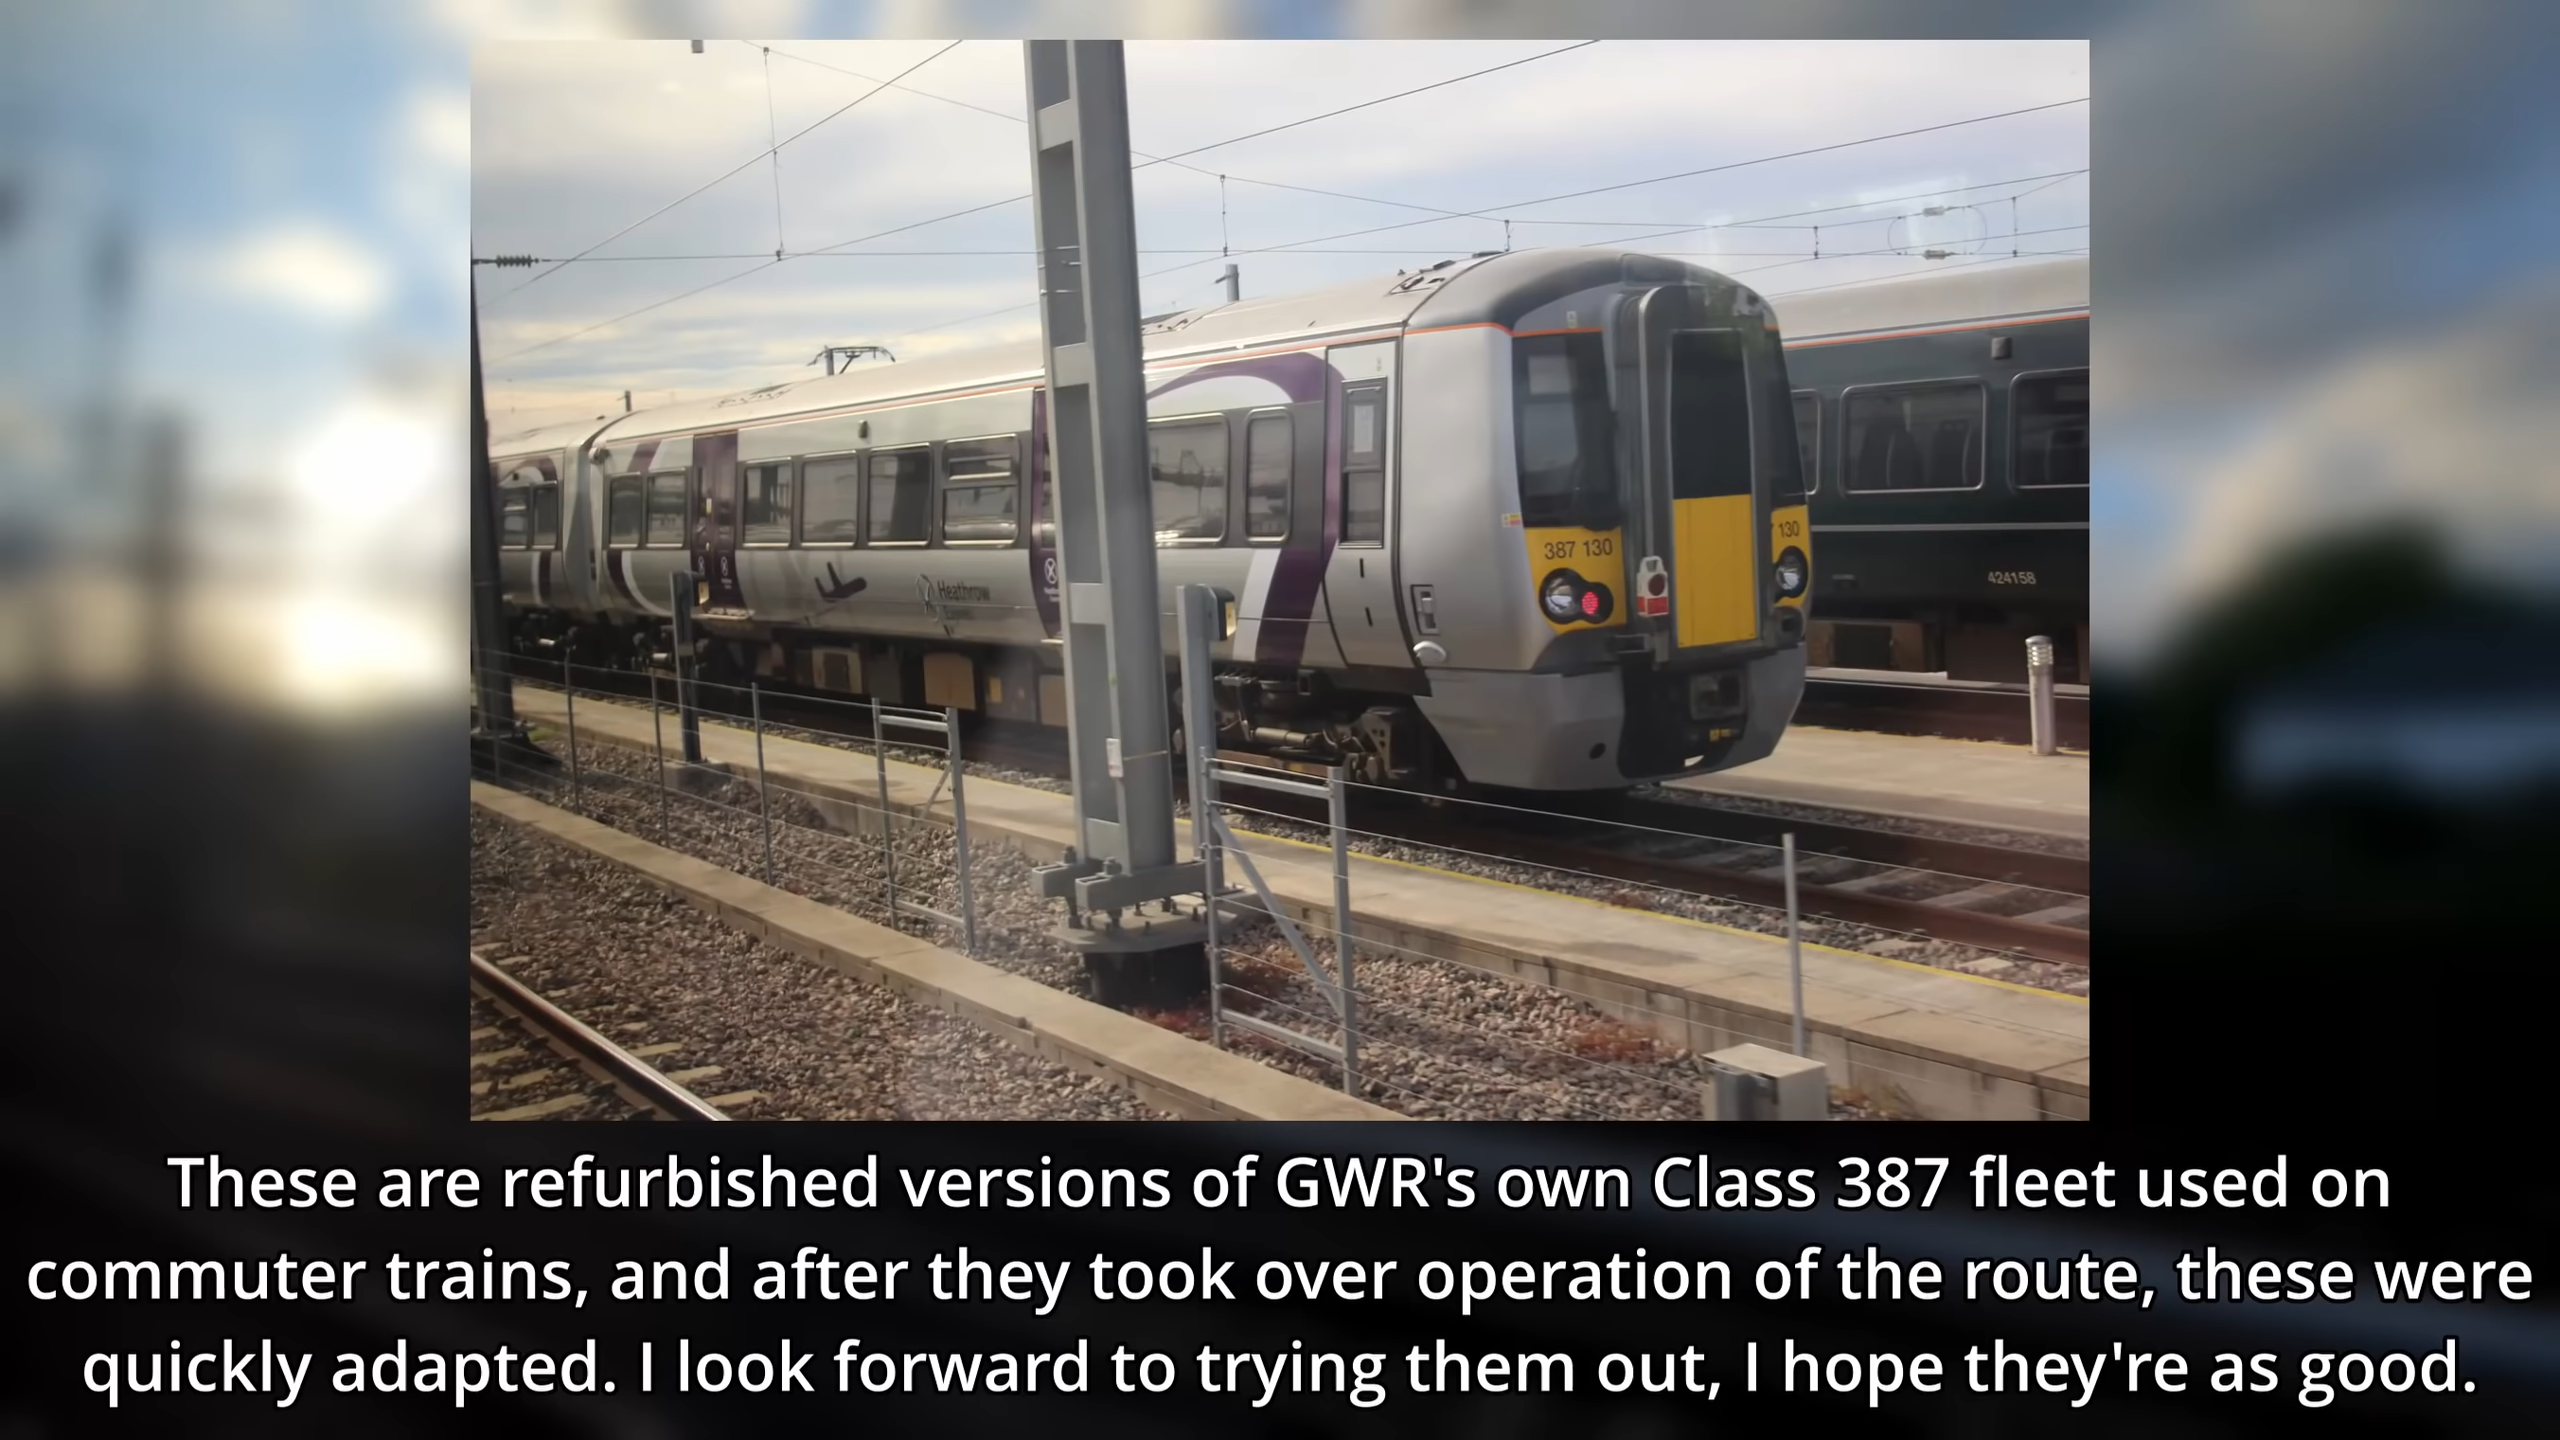 387 130
130
424158
Heathrow
Express
These are refurbished versions of GWR's own Class 387 fleet used on
commuter trains, and after they took over operation of the route, these were
quickly adapted. I look forward to trying them out, I hope they're as good.